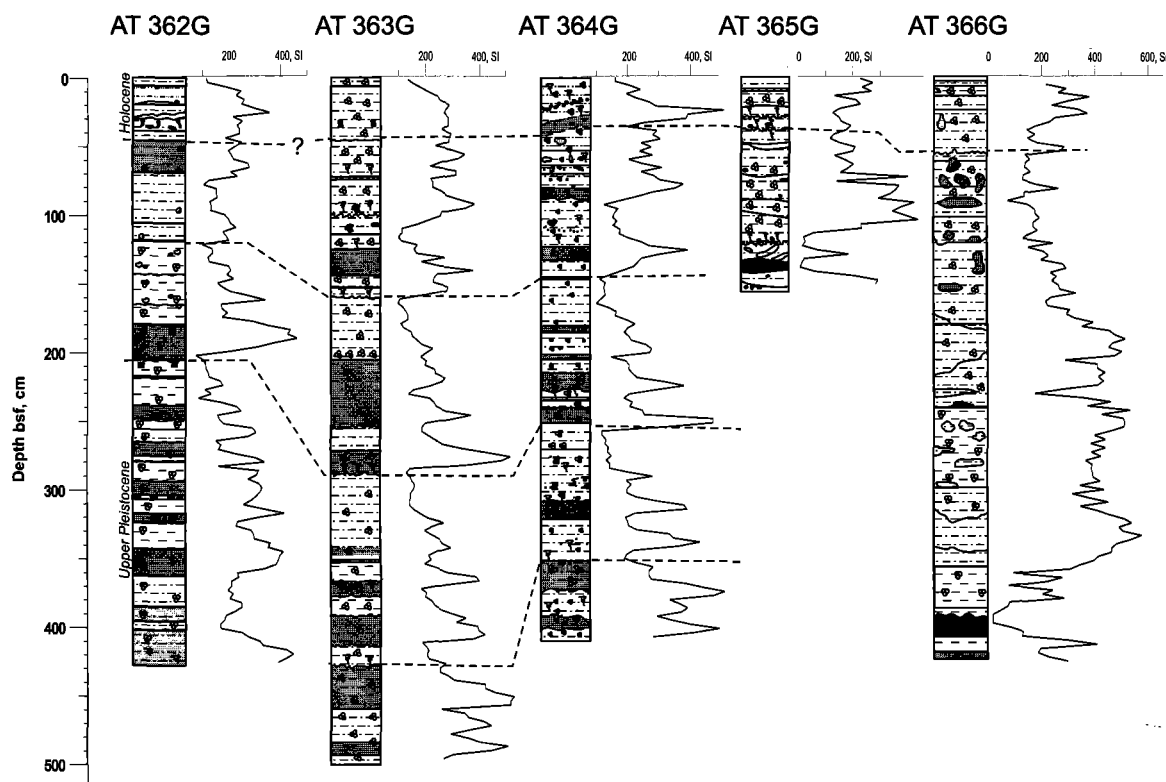 AT 362G AT 363G AT 364G AT 365G AT 366G
200 400, SI 200 400, SI 200 400, SI 0 200, SI 0 200 400 600, SI
0
Holocene
?
100
200
Depth bsf, cm
300
Upper Pleistocene
400
500